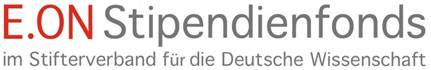 E.ON Stipendienfonds
im Stifterverband für die Deutsche Wissenschaft